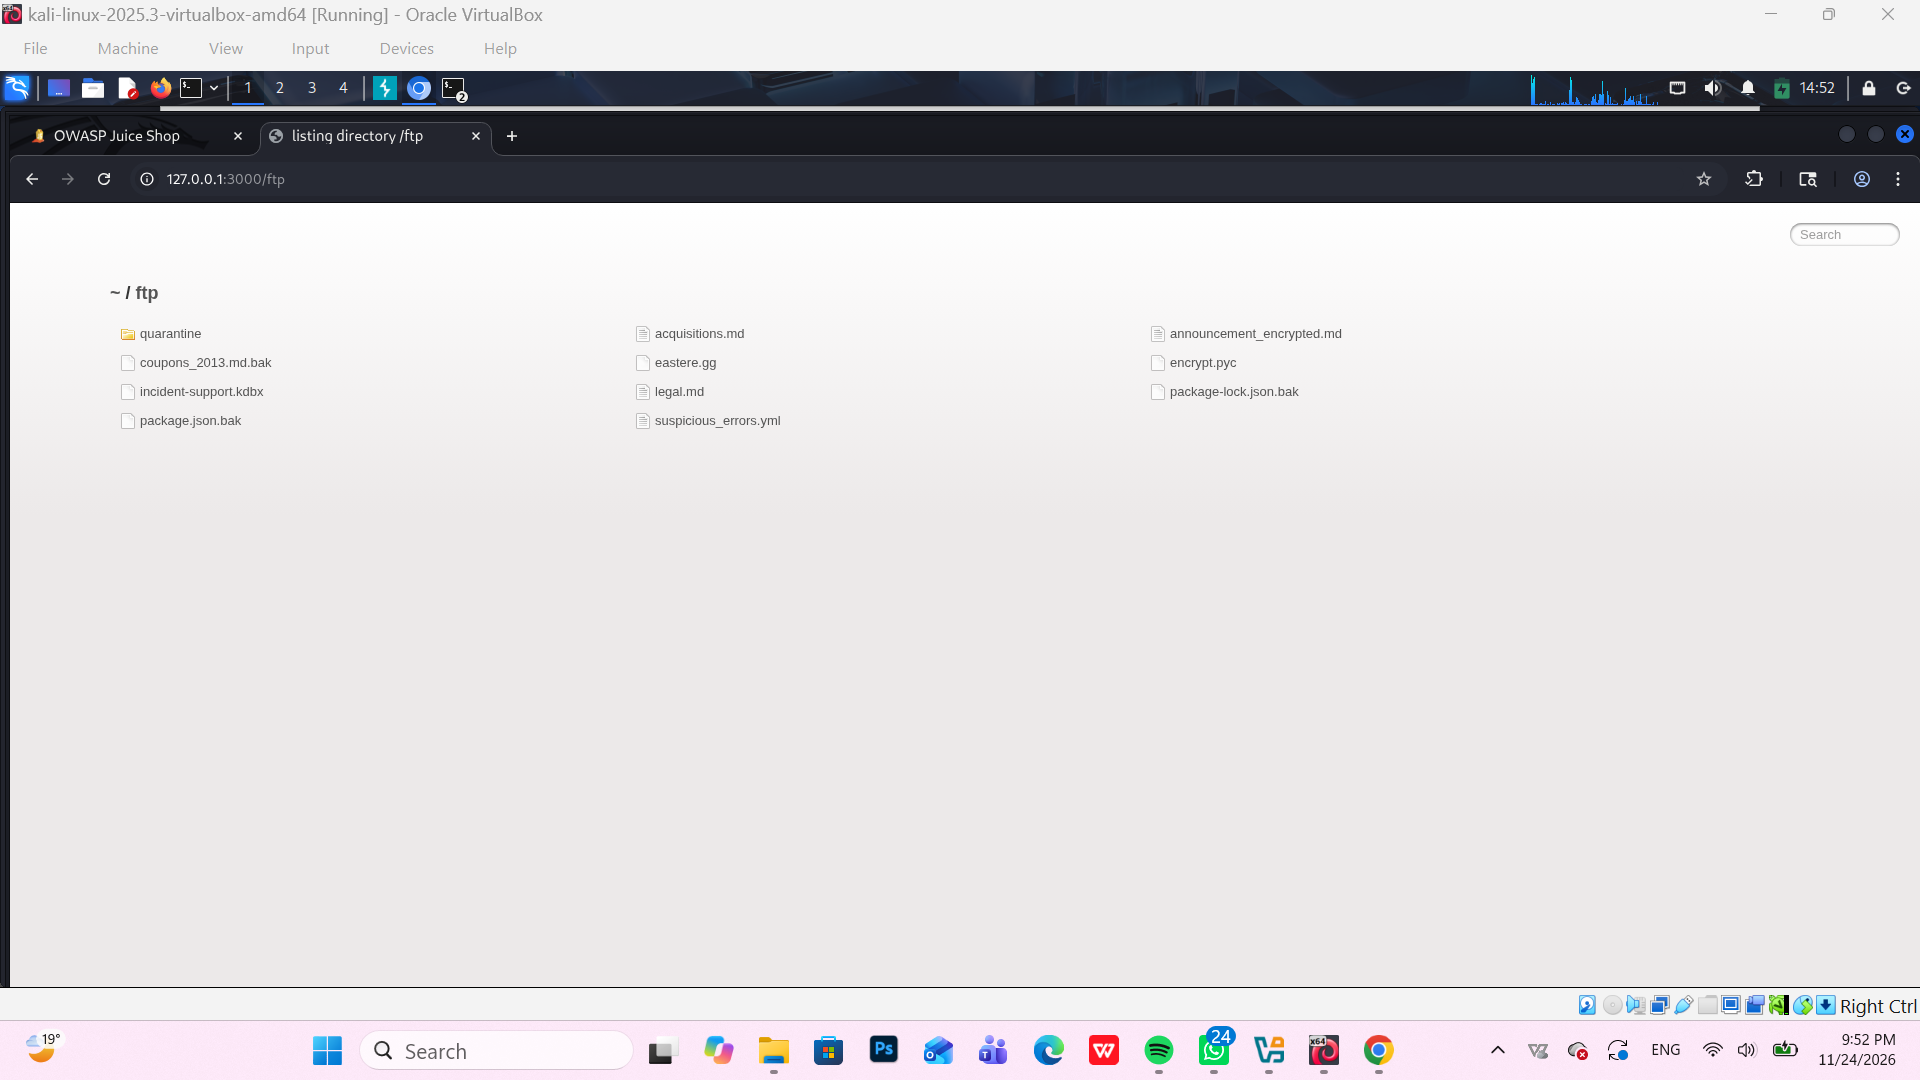 kali-linux-2025.3-virtualbox-amd64 [Running] - Oracle VirtualBox
File Machine View Input Devices Help
1 2 3 4 2 14:52
OWASP Juice Shop listing directory /ftp
127.0.0.1:3000/ftp
Search
~ / ftp
quarantine acquisitions.md announcement_encrypted.md
coupons_2013.md.bak eastere.gg encrypt.pyc
incident-support.kdbx legal.md package-lock.json.bak
package.json.bak suspicious_errors.yml
Right Ctrl
19° Search Ps 24 x64 ENG 9:52 PM
11/24/2026